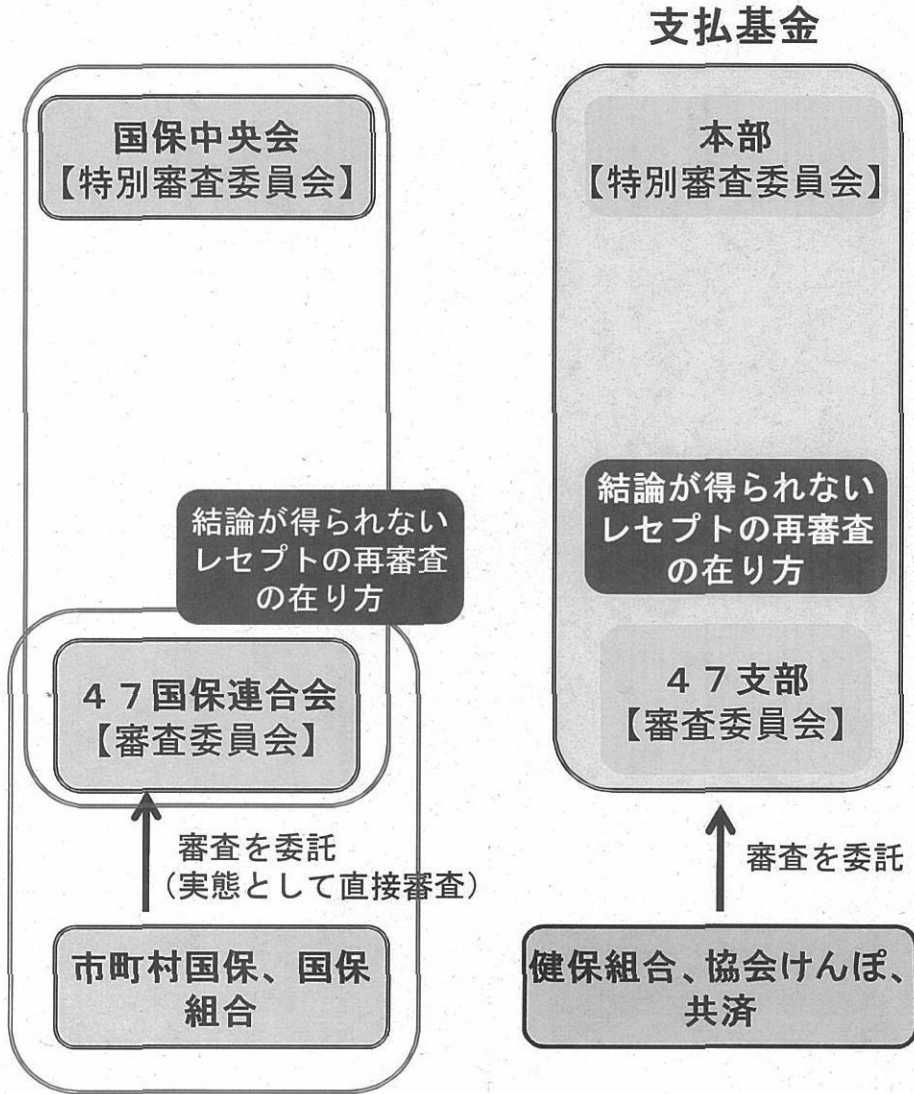 支払基金
国保中央会
【特別審査委員会】
結論が得られない
レセプトの再審査
の在り方
４７国保連合会
【審査委員会】
審査を委託
（実態として直接審査）
市町村国保、国保
組合
本部
【特別審査委員会】
結論が得られない
レセプトの再審査
の在り方
４７支部
【審査委員会】
審査を委託
健保組合、協会けんぽ、
共済